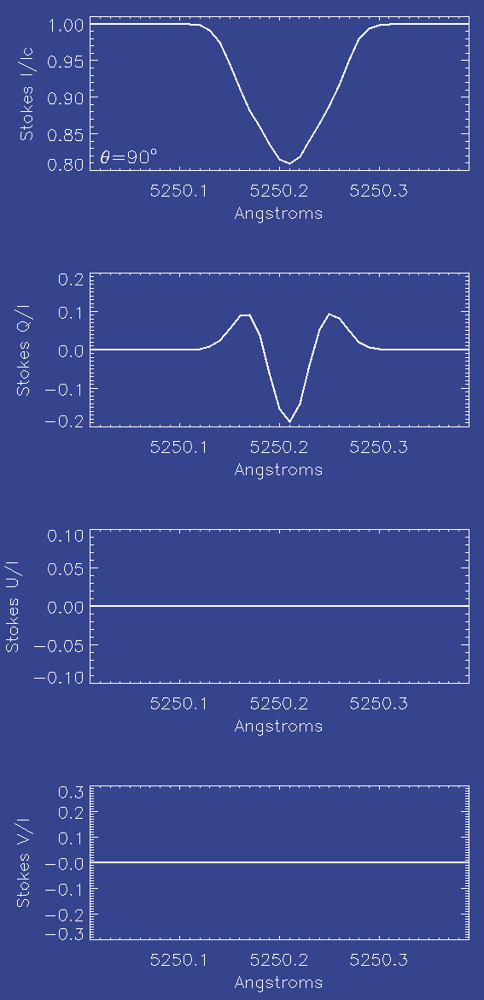 Stokes I/Ic
1.00
0.95
0.90
0.85
0.80
θ=90°
5250.1 5250.2 5250.3
Angstroms
Stokes Q/I
0.2
0.1
0.0
−0.1
−0.2
5250.1 5250.2 5250.3
Angstroms
Stokes U/I
0.10
0.05
0.00
−0.05
−0.10
5250.1 5250.2 5250.3
Angstroms
Stokes V/I
0.3
0.2
0.1
−0.0
−0.1
−0.2
−0.3
5250.1 5250.2 5250.3
Angstroms